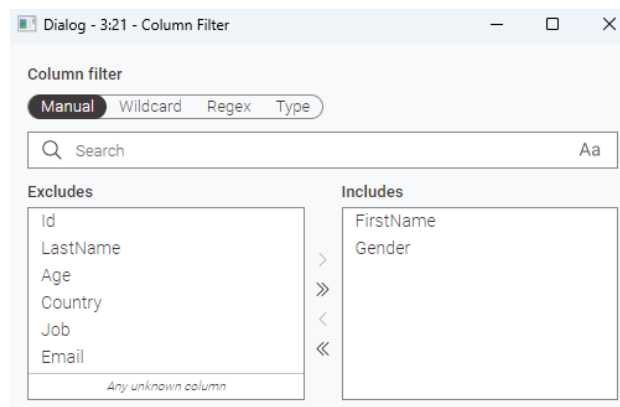 Dialog - 3:21 - Column Filter
Column filter
Manual Wildcard Regex Type
Search Aa
Excludes
Id
LastName
Age
Country
Job
Email
Any unknown column
Includes
FirstName
Gender